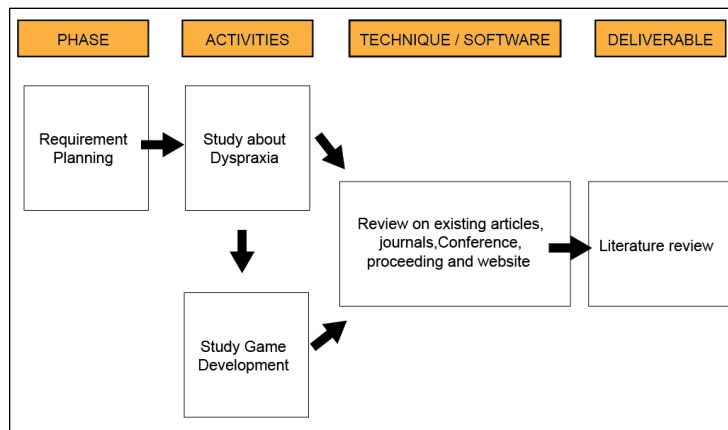 PHASE
ACTIVITIES
TECHNIQUE / SOFTWARE
DELIVERABLE
Requirement
Planning
Study about
Dyspraxia
Review on existing articles,
journals,Conference,
proceeding and website
Literature review
Study Game
Development